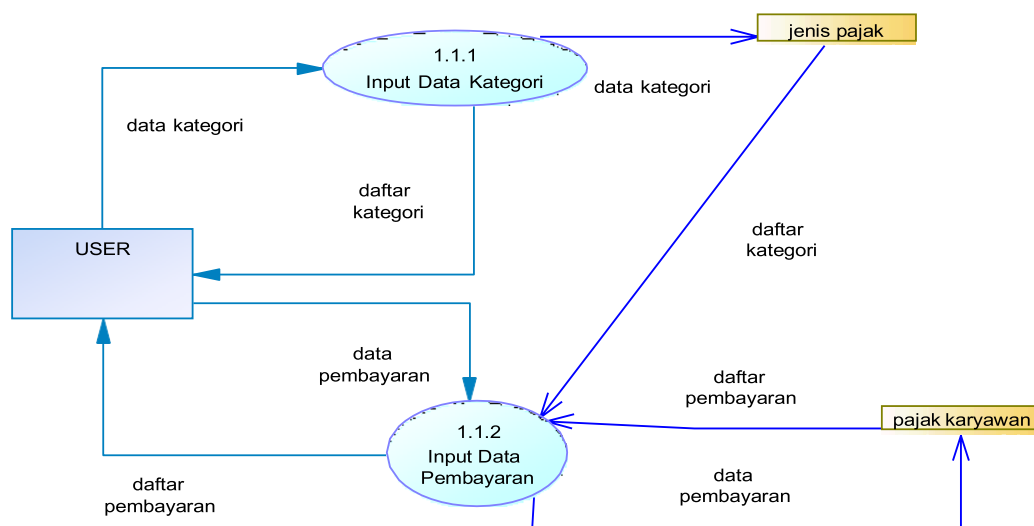 jenis pajak
1.1.1
Input Data Kategori
data kategori
data kategori
daftar
kategori
daftar
kategori
USER
data
pembayaran
daftar
pembayaran
pajak karyawan
1.1.2
Input Data
Pembayaran
data
pembayaran
daftar
pembayaran